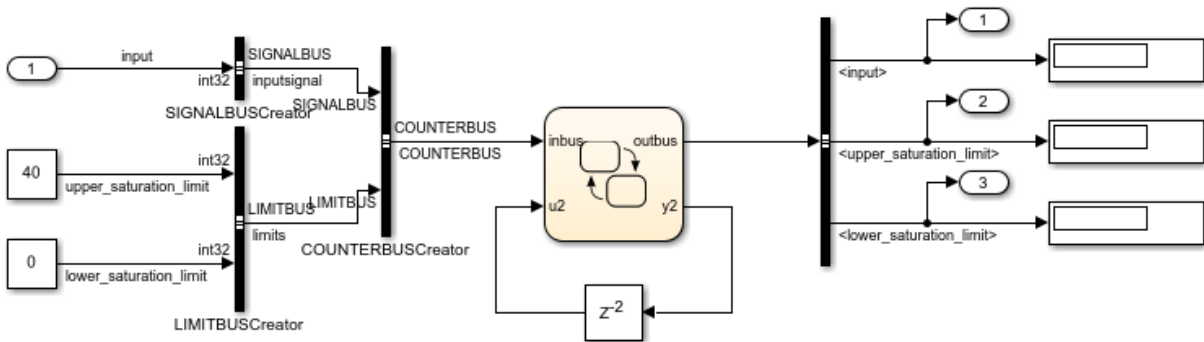 1
input
int32
SIGNALBUS
inputsignal
SIGNALBUSCreator
SIGNALBUS
40
int32
upper_saturation_limit
0
int32
lower_saturation_limit
LIMITBUS
limits
LIMITBUS
LIMITBUSCreator
COUNTERBUS
COUNTERBUS
COUNTERBUSCreator
inbus
outbus
u2
y2
Z-2
1
<input>
2
<upper_saturation_limit>
3
<lower_saturation_limit>